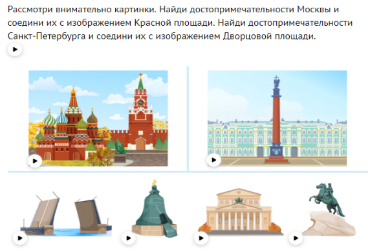 Рассмотри внимательно картинки. Найди достопримечательности Москвы и
соедини их с изображением Красной площади. Найди достопримечательности
Санкт-Петербурга и соедини их с изображением Дворцовой площади.